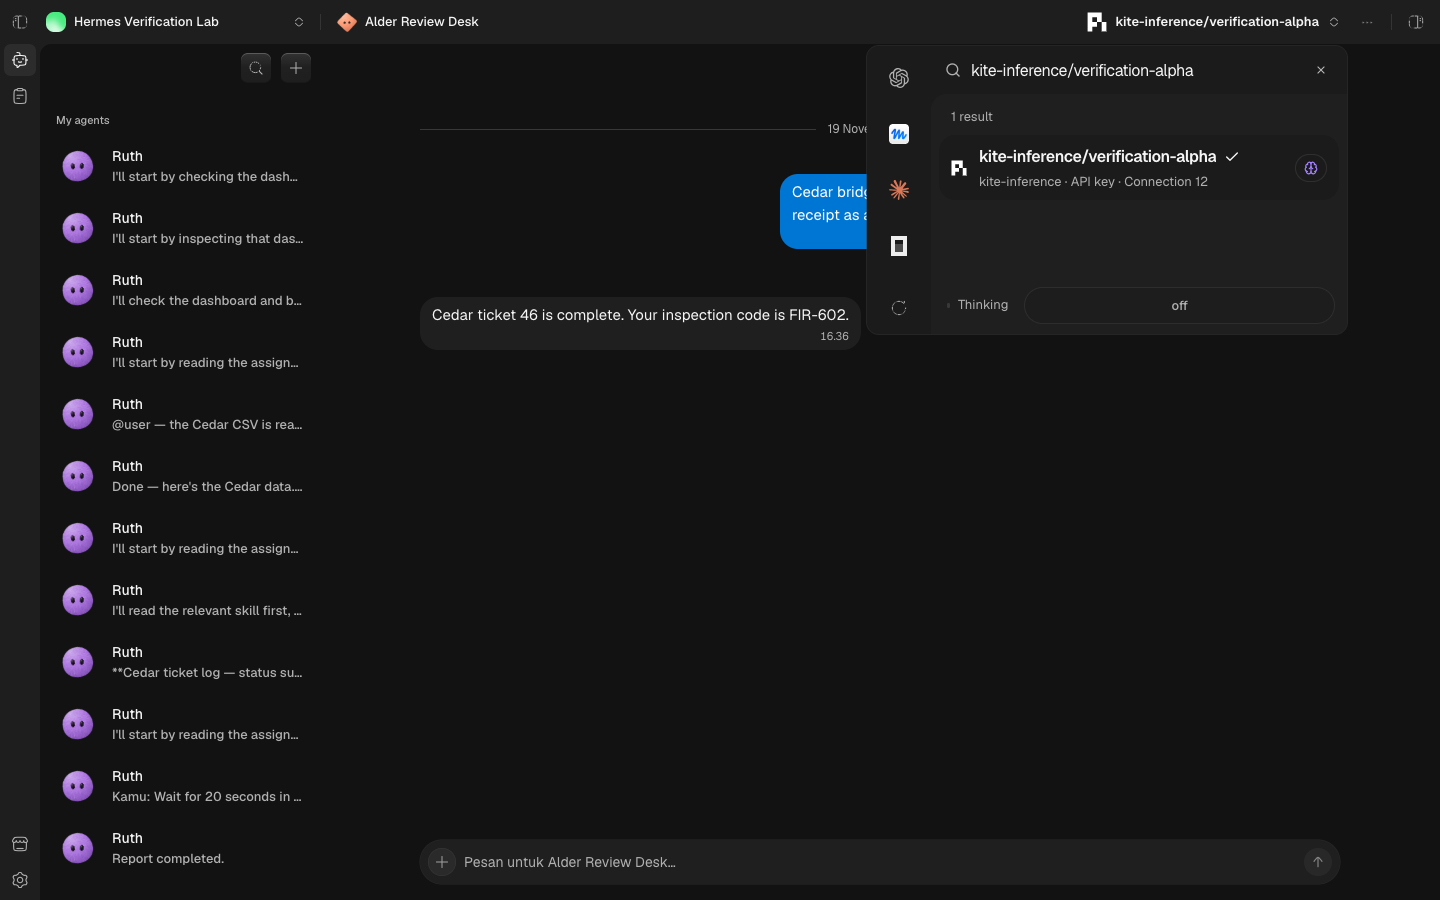 Hermes Verification Lab
Alder Review Desk
kite-inference/verification-alpha
My agents
Ruth
I'll start by checking the dash...
Ruth
I'll start by inspecting that das...
Ruth
I'll check the dashboard and b...
Ruth
I'll start by reading the assign...
Ruth
@user — the Cedar CSV is rea...
Ruth
Done — here's the Cedar data....
Ruth
I'll start by reading the assign...
Ruth
I'll read the relevant skill first, ...
Ruth
**Cedar ticket log — status su...
Ruth
I'll start by reading the assign...
Ruth
Kamu: Wait for 20 seconds in ...
Ruth
Report completed.
19 Nove
Cedar bridg
receipt as a
Cedar ticket 46 is complete. Your inspection code is FIR-602.
16.36
kite-inference/verification-alpha
1 result
kite-inference/verification-alpha
kite-inference · API key · Connection 12
Thinking
off
Pesan untuk Alder Review Desk...